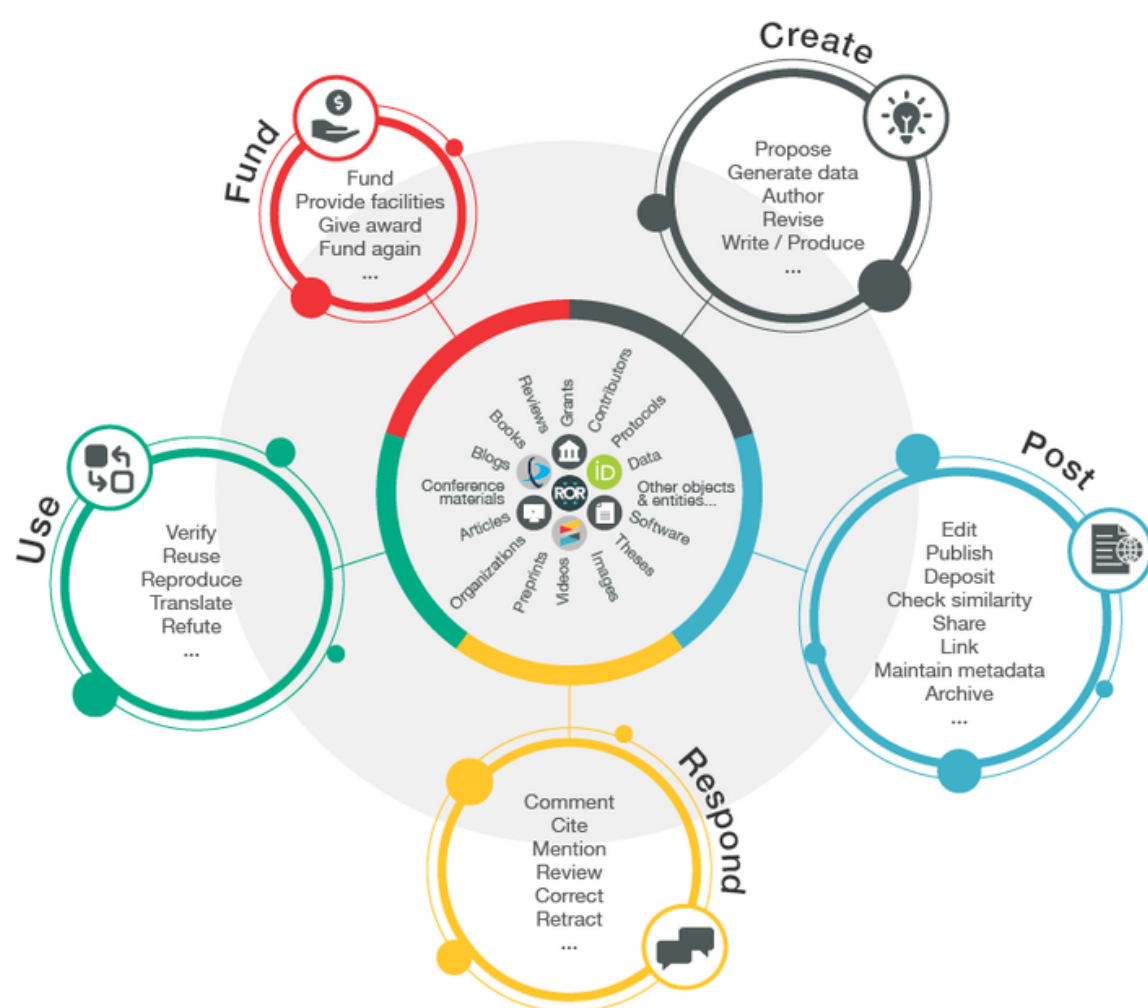 Create
Propose
Generate data
Author
Revise
Write / Produce
...
Fund
$
Fund
Provide facilities
Give award
Fund again
...
Post
Edit
Publish
Deposit
Check similarity
Share
Link
Maintain metadata
Archive
...
Respond
Comment
Cite
Mention
Review
Correct
Retract
...
Use
Verify
Reuse
Reproduce
Translate
Refute
...
Grants
Contributors
Protocols
Data
Other objects
& entities...
Software
Theses
Images
Videos
Preprints
Organizations
Articles
Conference
materials
Blogs
Books
Reviews
iD
ROR